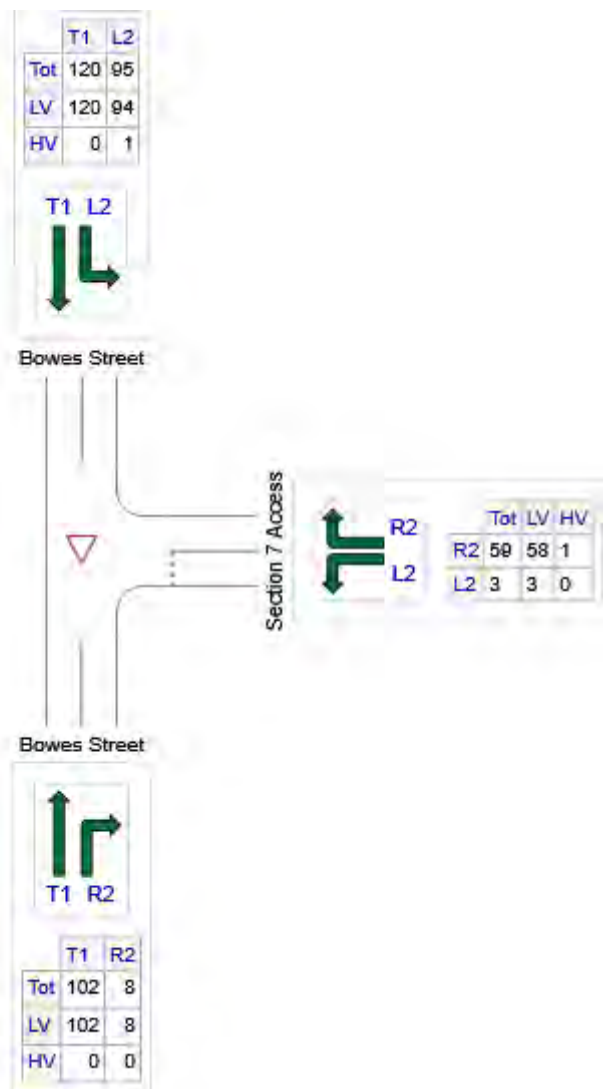 T1 L2
Tot 120 95
LV 120 94
HV 0 1
T1 L2
Bowes Street
Section 7 Access
R2
L2
Tot LV HV
R2 59 58 1
L2 3 3 0
Bowes Street
T1 R2
T1 R2
Tot 102 8
LV 102 8
HV 0 0